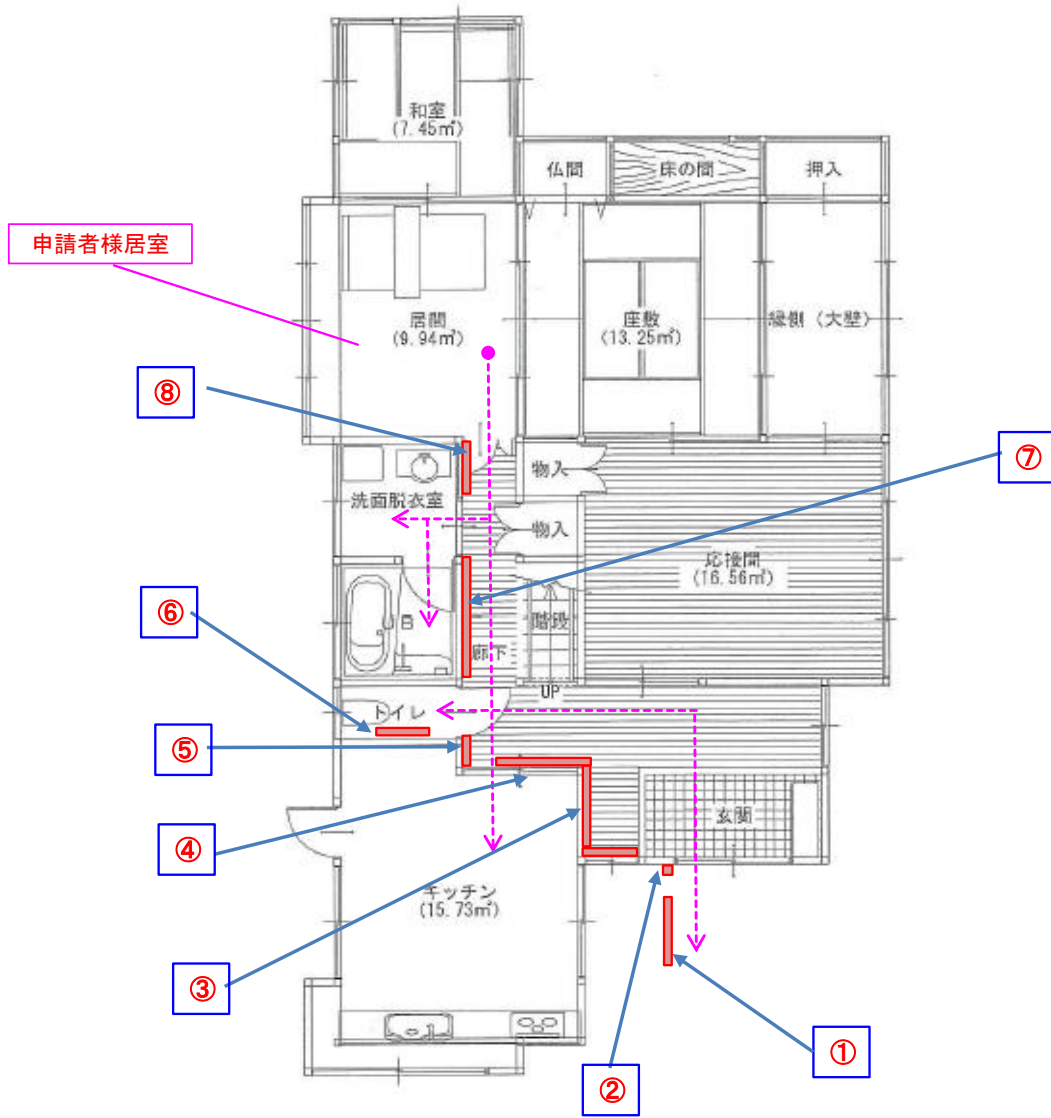 和室
(7.45㎡)
仏間
床の間
押入
申請者様居室
居間
(9.94㎡)
座敷
(13.25㎡)
縁側（大壁）
⑧
⑦
物入
洗面脱衣室
物入
応接間
(16.56㎡)
⑥
階段
廊下
UP
トイレ
⑤
玄関
④
キッチン
(15.73㎡)
③
①
②